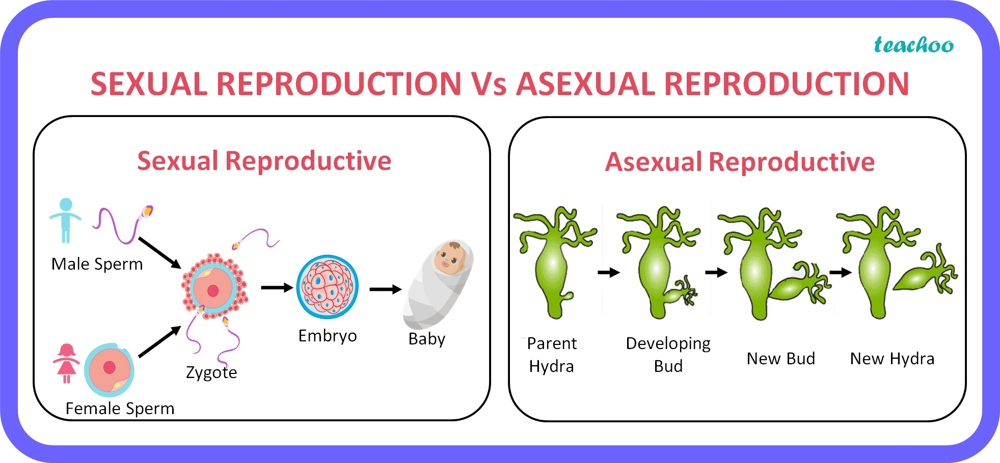 teachoo
SEXUAL REPRODUCTION Vs ASEXUAL REPRODUCTION
Sexual Reproductive
Male Sperm
Female Sperm
Zygote
Embryo
Baby
Asexual Reproductive
Parent
Hydra
Developing
Bud
New Bud
New Hydra